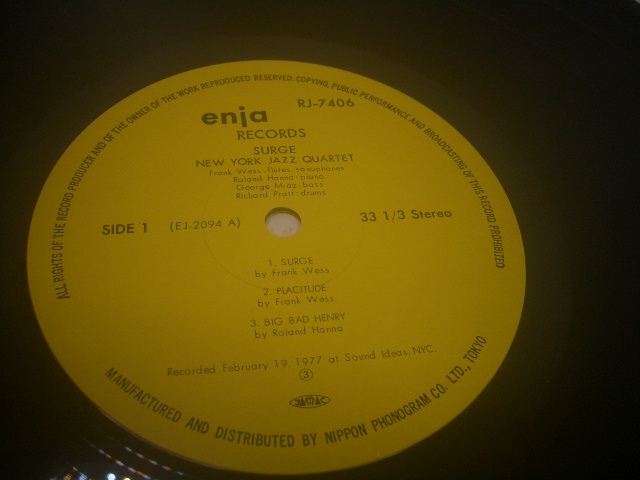 ALL RIGHTS OF THE RECORD PRODUCER AND OF THE OWNER OF THE WORK REPRODUCED RESERVED. COPYING, PUBLIC PERFORMANCE AND BROADCASTING OF THIS RECORD PROHIBITED
enja RJ-7406
RECORDS
SURGE
NEW YORK JAZZ QUARTET
Frank Wess-flutes, saxophones
Roland Hanna-piano
George Mraz-bass
Richard Pratt-drums
SIDE 1 (EJ-2094 A) 33 1/3 Stereo
1. SURGE
by Frank Wess
2. PLACITUDE
by Frank Wess
3. BIG BAD HENRY
by Roland Hanna
Recorded February 19, 1977 at Sound Ideas, NYC.
3
JASRAC
MANUFACTURED AND DISTRIBUTED BY NIPPON PHONOGRAM CO. LTD., TOKYO